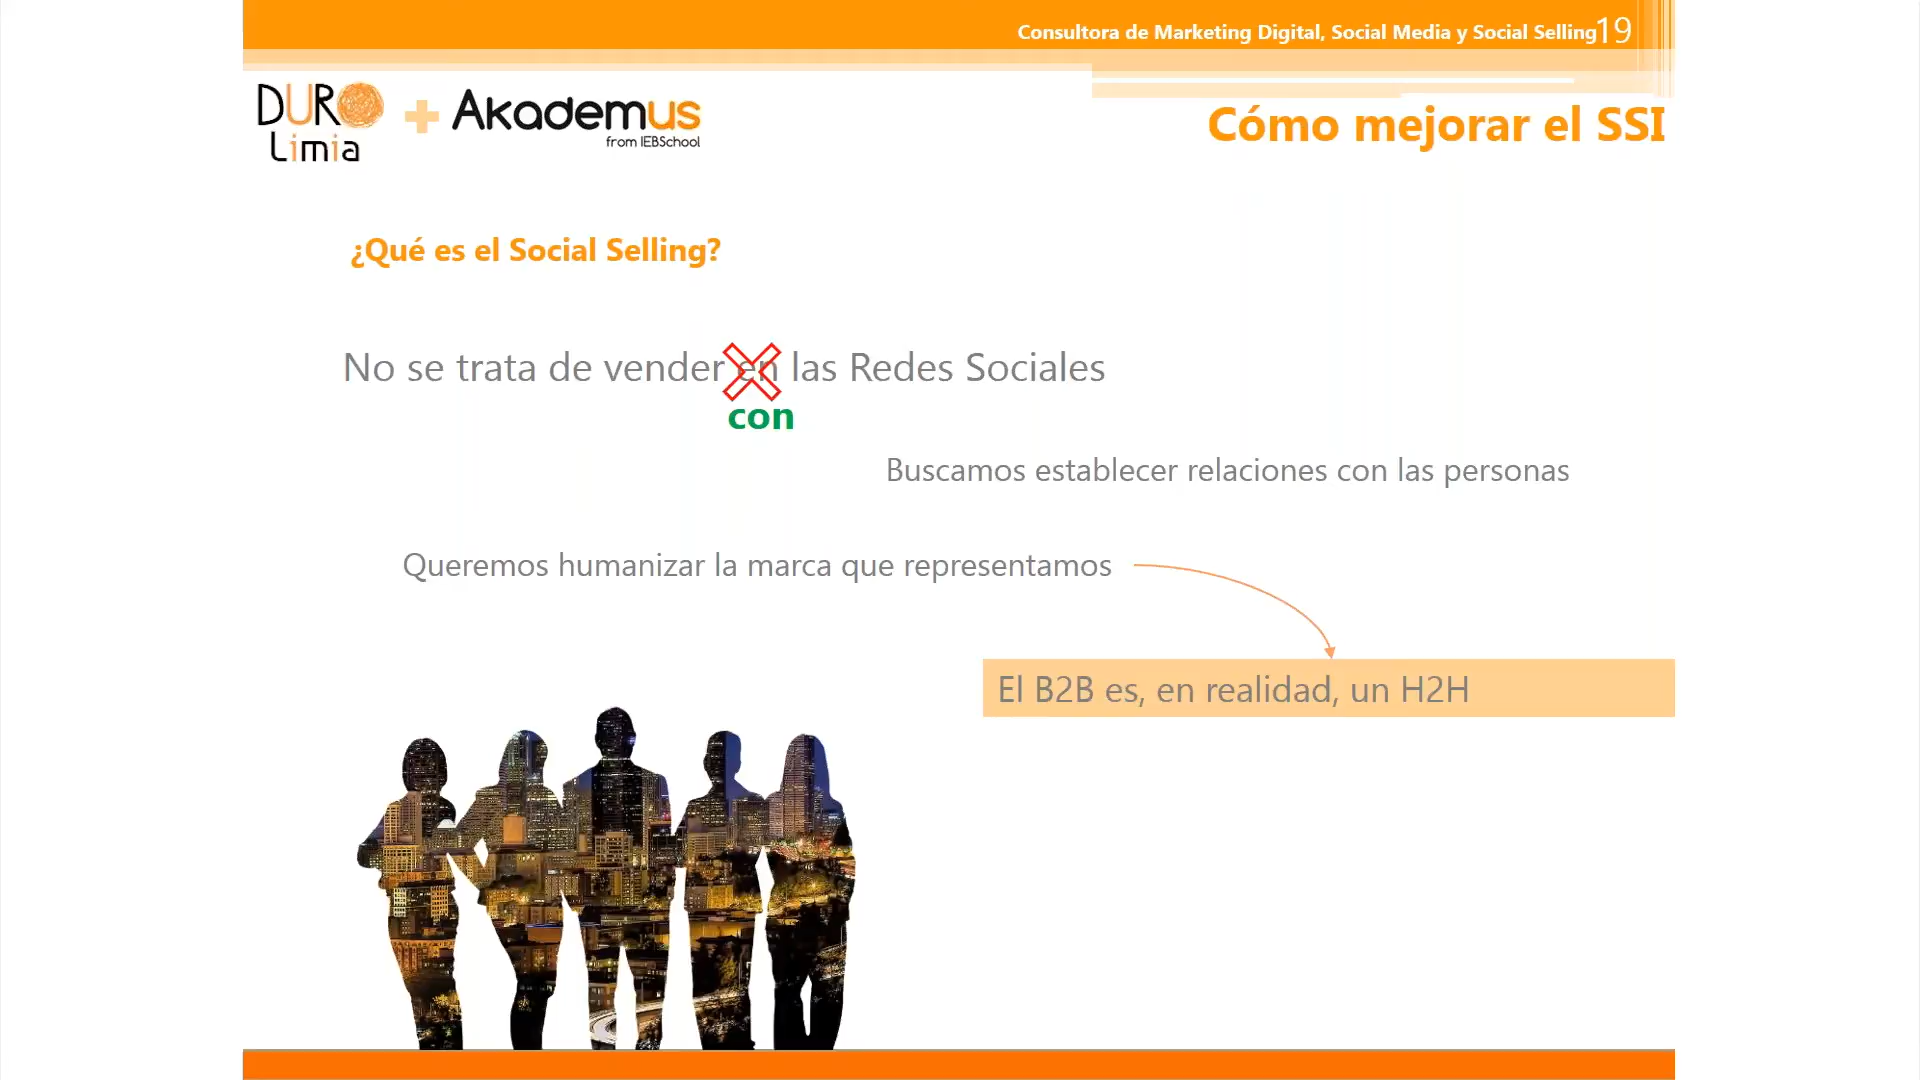 Consultora de Marketing Digital, Social Media y Social Selling 19
DURO
Limia
Akademus
from IEBSchool
Cómo mejorar el SSI
¿Qué es el Social Selling?
No se trata de vender en las Redes Sociales
con
Buscamos establecer relaciones con las personas
Queremos humanizar la marca que representamos
El B2B es, en realidad, un H2H